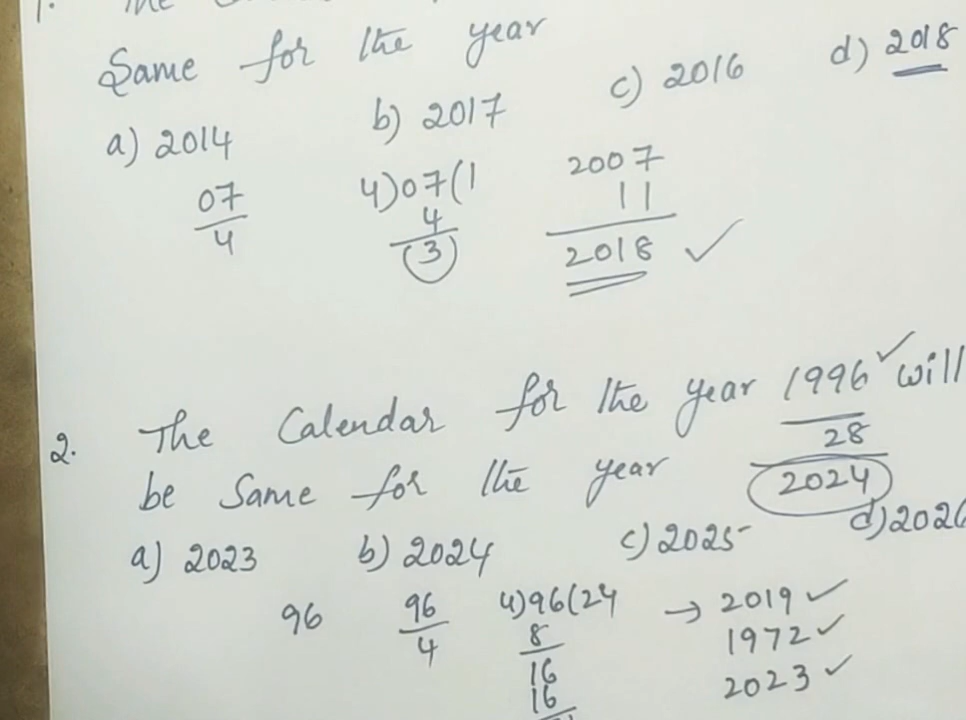 1. The
Same for the year
a) 2014 b) 2017 c) 2016 d) 2018
07 4)07(1 2007
4 4 11
3 2018 ✓
2. The Calendar for the year 1996 ✓ will
28
be Same for the year 2024
a) 2023 b) 2024 c) 2025 d) 202
96 96 4)96(24 → 2019 ✓
4 8 1972 ✓
16 2023 ✓
16